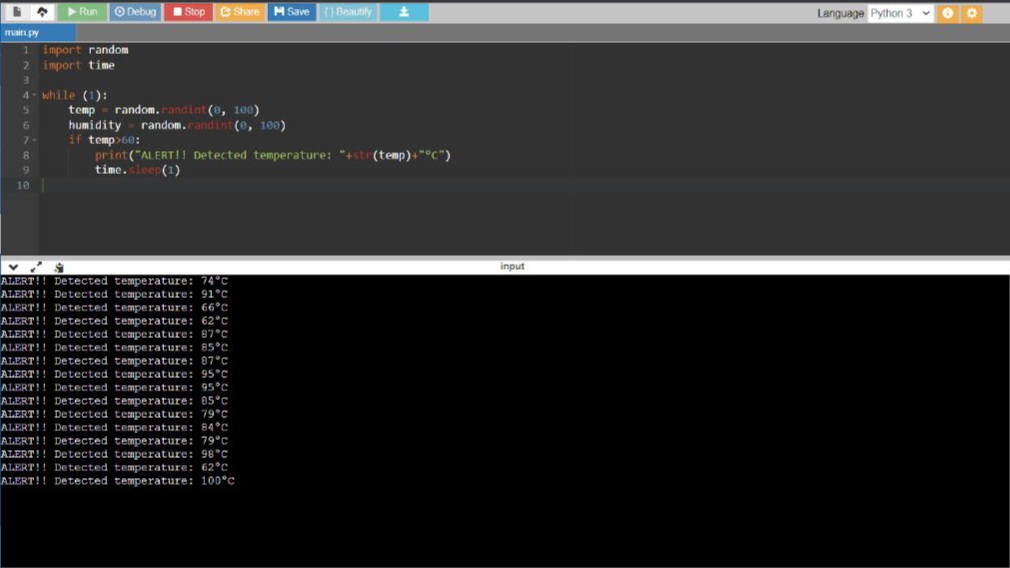 Run Debug Stop Share Save { } Beautify Language Python 3
main.py
1 import random
2 import time
3
4 while (1):
5 temp = random.randint(0, 100)
6 humidity = random.randint(0, 100)
7 if temp>60:
8 print("ALERT!! Detected temperature: "+str(temp)+"°C")
9 time.sleep(1)
10
input
ALERT!! Detected temperature: 74°C
ALERT!! Detected temperature: 91°C
ALERT!! Detected temperature: 66°C
ALERT!! Detected temperature: 62°C
ALERT!! Detected temperature: 87°C
ALERT!! Detected temperature: 85°C
ALERT!! Detected temperature: 87°C
ALERT!! Detected temperature: 95°C
ALERT!! Detected temperature: 95°C
ALERT!! Detected temperature: 85°C
ALERT!! Detected temperature: 79°C
ALERT!! Detected temperature: 84°C
ALERT!! Detected temperature: 79°C
ALERT!! Detected temperature: 98°C
ALERT!! Detected temperature: 62°C
ALERT!! Detected temperature: 100°C